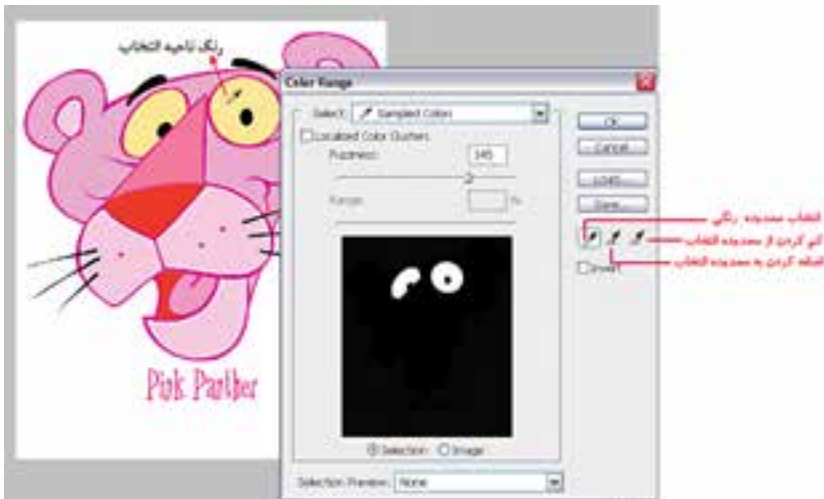 رنگ ناحیه انتخاب
Pink Panther
Color Range
Select: Sampled Colors
Localized Color Clusters
Fuzziness:
Range:
%
Selection
Image
Selection Preview: None
OK
Cancel
Load...
Save...
Invert
انتخاب محدوده رنگی
کم کردن از محدوده انتخاب
اضافه کردن به محدوده انتخاب